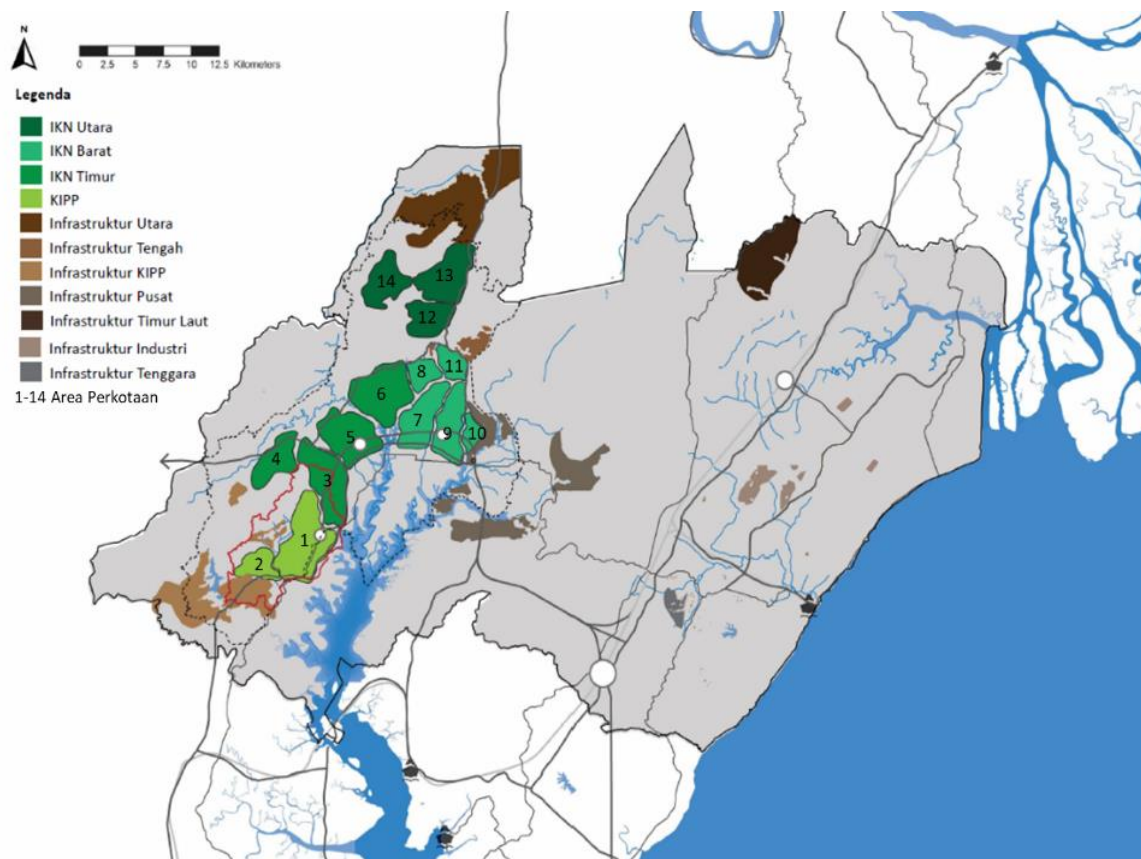 N
0 2.5 5 7.5 10 12.5 Kilometers
Legenda
IKN Utara
IKN Barat
IKN Timur
KIPP
Infrastruktur Utara
Infrastruktur Tengah
Infrastruktur KIPP
Infrastruktur Pusat
Infrastruktur Timur Laut
Infrastruktur Industri
Infrastruktur Tenggara
1-14 Area Perkotaan
14
13
12
11
8
6
7
9
10
5
4
3
1
2